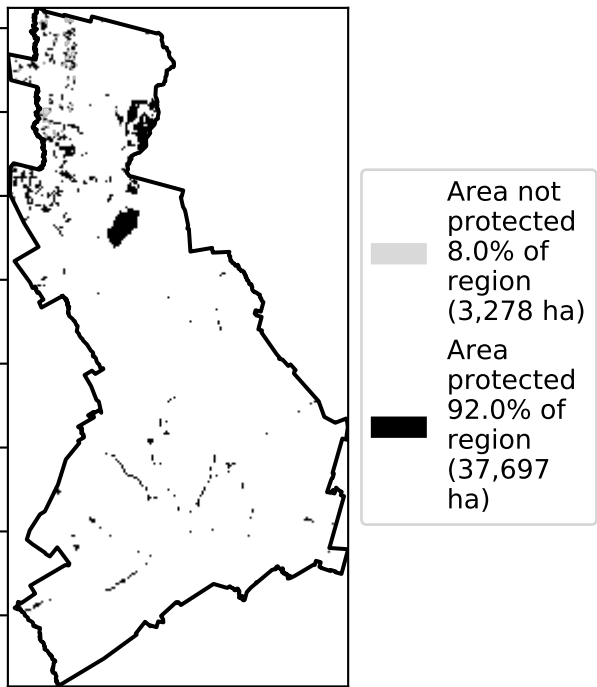 Area not
protected
8.0% of
region
(3,278 ha)
Area
protected
92.0% of
region
(37,697
ha)